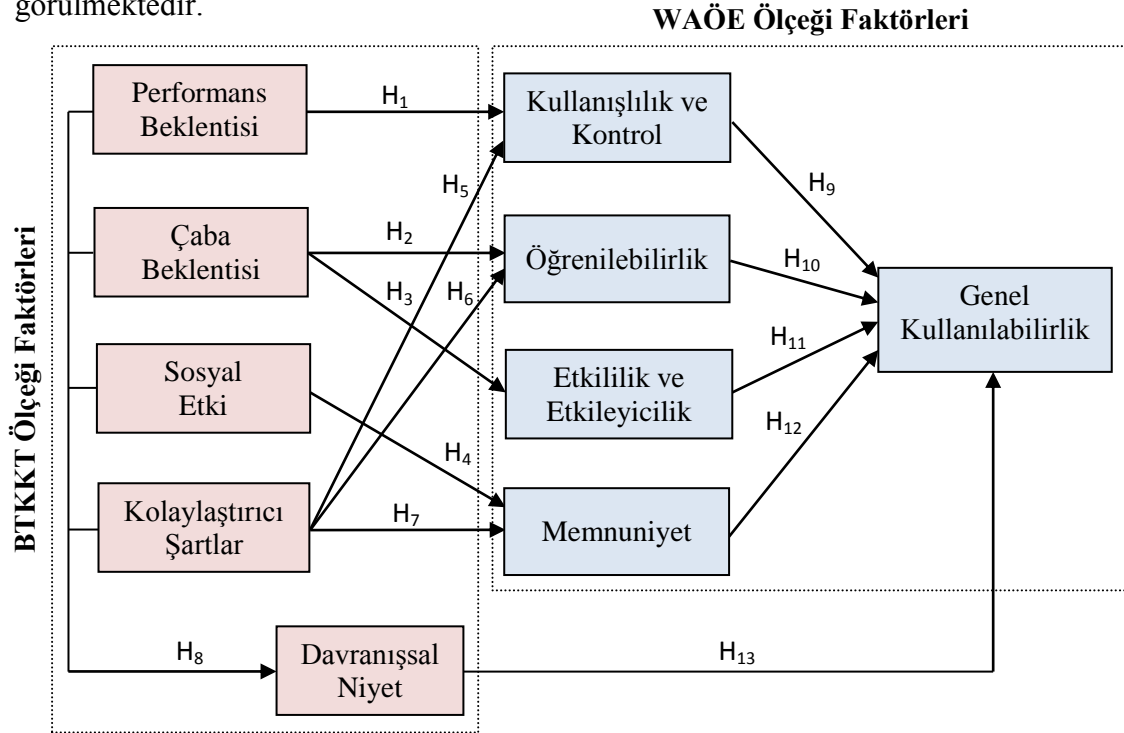 görülmektedir.
WAÖE Ölçeği Faktörleri
BTKKT Ölçeği Faktörleri
Performans
Beklentisi
H1
Kullanışlılık ve
Kontrol
H5
H9
Çaba
Beklentisi
H2
Öğrenilebilirlik
H10
H3
H6
Genel
Kullanılabilirlik
Sosyal
Etki
H11
Etkililik ve
Etkileyicilik
H12
H4
Kolaylaştırıcı
Şartlar
H7
Memnuniyet
H8
Davranışsal
Niyet
H13